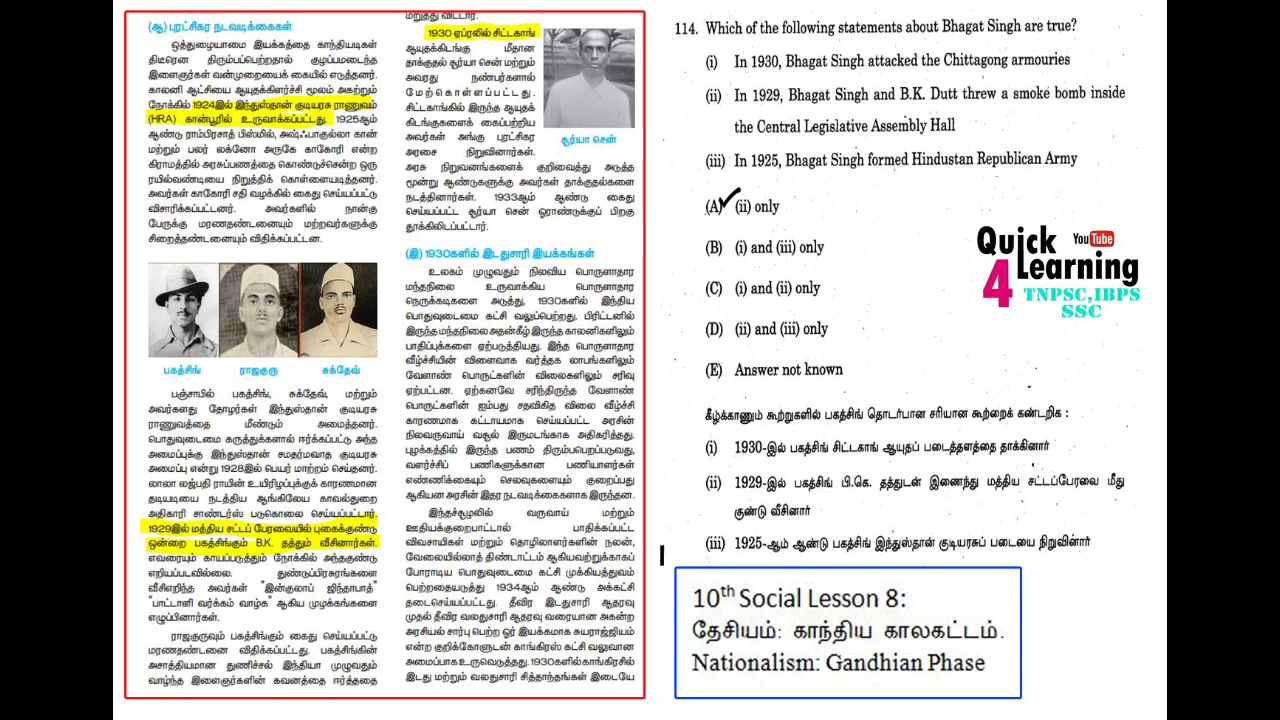 (ஆ) புரட்சிகர நடவடிக்கைகள்
ஒத்துழையாமை இயக்கத்தை காந்தியடிகள்
திடீரென திரும்பப்பெற்றதால் குழப்பமடைந்த
இளைஞர்கள் வன்முறையைக் கையில் எடுத்தனர்.
காலனி ஆட்சியை ஆயுதக்கிளர்ச்சி மூலம் அகற்றும்
நோக்கில் 1924இல் இந்துஸ்தான் குடியரசு ராணுவம்
(HRA) கான்பூரில் உருவாக்கப்பட்டது. 1925ஆம்
ஆண்டு ராம்பிரசாத் பிஸ்மில், அஷ்ஃபாகுல்லா கான்
மற்றும் பலர் லக்னோ அருகே காகோரி என்ற
கிராமத்தில் அரசுப்பணத்தை கொண்டுச்சென்ற ஒரு
ரயில்வண்டியை நிறுத்திக் கொள்ளையடித்தனர்.
அவர்கள் காகோரி சதி வழக்கில் கைது செய்யப்பட்டு
விசாரிக்கப்பட்டனர். அவர்களில் நான்கு
பேருக்கு மரணதண்டனையும் மற்றவர்களுக்கு
சிறைத்தண்டனையும் விதிக்கப்பட்டன.
பகத்சிங் ராஜகுரு சுக்தேவ்
பஞ்சாபில் பகத்சிங், சுக்தேவ், மற்றும்
அவர்களது தோழர்கள் இந்துஸ்தான் குடியரசு
ராணுவத்தை மீண்டும் அமைத்தனர்.
பொதுவுடைமை கருத்துக்களால் ஈர்க்கப்பட்டு அந்த
அமைப்புக்கு இந்துஸ்தான் சமதர்மவாத குடியரசு
அமைப்பு என்று 1928இல் பெயர் மாற்றம் செய்தனர்.
லாலா லஜ்பதி ராயின் உயிரிழப்புக்குக் காரணமான
தடியடியை நடத்திய ஆங்கிலேய காவல்துறை
அதிகாரி சாண்டர்ஸ் படுகொலை செய்யப்பட்டார்.
1929இல் மத்திய சட்டப் பேரவையில் புகைக்குண்டு
ஒன்றை பகத்சிங்கும் B.K. தத்தும் வீசினார்கள்.
எவரையும் காயப்படுத்தும் நோக்கில் அந்தகுண்டு
எறியப்படவில்லை. துண்டுப்பிரசுரங்களை
வீசிஎறிந்த அவர்கள் "இன்குலாப் ஜிந்தாபாத்"
"பாட்டாளி வர்க்கம் வாழ்க" ஆகிய முழக்கங்களை
எழுப்பினார்கள்.
ராஜகுருவும் பகத்சிங்கும் கைது செய்யப்பட்டு
மரணதண்டனை விதிக்கப்பட்டது. பகத்சிங்கின்
அசாத்தியமான துணிச்சல் இந்தியா முழுவதும்
வாழ்ந்த இளைஞர்களின் கவனத்தை ஈர்த்ததை
மறுத்து விட்டார்.
1930 ஏப்ரலில் சிட்டகாங்
ஆயுதக்கிடங்கு மீதான
தாக்குதல் சூர்யா சென் மற்றும்
அவரது நண்பர்களால்
மேற்கொள்ளப்பட்டது.
சிட்டகாங்கில் இருந்த ஆயுதக்
கிடங்குகளைக் கைப்பற்றிய
அவர்கள் அங்கு புரட்சிகர
அரசை நிறுவினார்கள்.
சூர்யா சென்
அரசு நிறுவனங்களைக் குறிவைத்து அடுத்த
மூன்று ஆண்டுகளுக்கு அவர்கள் தாக்குதல்களை
நடத்தினார்கள். 1933ஆம் ஆண்டு கைது
செய்யப்பட்ட சூர்யா சென் ஓராண்டுக்குப் பிறகு
தூக்கிலிடப்பட்டார்.
(இ) 1930களில் இடதுசாரி இயக்கங்கள்
உலகம் முழுவதும் நிலவிய பொருளாதார
மந்தநிலை உருவாக்கிய பொருளாதார
நெருக்கடிகளை அடுத்து, 1930களில் இந்திய
பொதுவுடைமை கட்சி வலுப்பெற்றது. பிரிட்டனில்
இருந்த மந்தநிலை அதன்கீழ் இருந்த காலனிகளிலும்
பாதிப்புக்களை ஏற்படுத்தியது. இந்த பொருளாதார
வீழ்ச்சியின் விளைவாக வர்த்தக லாபங்களிலும்
வேளாண் பொருட்களின் விலைகளிலும் சரிவு
ஏற்பட்டன. ஏற்கனவே சரிந்திருந்த வேளாண்
பொருட்களின் ஐம்பது சதவிகித விலை வீழ்ச்சி
காரணமாக கட்டாயமாக செய்யப்பட்ட அரசின்
நிலவருவாய் வசூல் இருமடங்காக அதிகரித்தது.
புழக்கத்தில் இருந்த பணம் திரும்பபெறப்படுவது,
வளர்ச்சிப் பணிகளுக்கான பணியாளர்கள்
எண்ணிக்கையும் செலவுகளையும் குறைப்பது
ஆகியன அரசின் இதர நடவடிக்கைகளாக இருந்தன.
இந்தச்சூழலில் வருவாய் மற்றும்
ஊதியக்குறைபாட்டால் பாதிக்கப்பட்ட
விவசாயிகள் மற்றும் தொழிலாளர்களின் நலன்,
வேலையில்லாத் திண்டாட்டம் ஆகியவற்றுக்காகப்
போராடிய பொதுவுடைமை கட்சி முக்கியத்துவம்
பெற்றதையடுத்து 1934ஆம் ஆண்டு அக்கட்சி
தடைசெய்யப்பட்டது. தீவிர இடதுசாரி ஆதரவு
முதல் தீவிர வலதுசாரி ஆதரவு வரையான அகன்ற
அரசியல் சார்பு பெற்ற ஓர் இயக்கமாக சுயராஜ்ஜியம்
என்ற குறிக்கோளுடன் காங்கிரஸ் கட்சி வலுவான
அமைப்பாக உருவெடுத்தது. 1930களில் காங்கிரசில்
இடது மற்றும் வலதுசாரி சித்தாந்தங்கள் இடையே
114. Which of the following statements about Bhagat Singh are true?
(i) In 1930, Bhagat Singh attacked the Chittagong armouries
(ii) In 1929, Bhagat Singh and B.K. Dutt threw a smoke bomb inside
the Central Legislative Assembly Hall
(iii) In 1925, Bhagat Singh formed Hindustan Republican Army
(A) (ii) only
(B) (i) and (iii) only
(C) (i) and (ii) only
(D) (ii) and (iii) only
(E) Answer not known
Quick YouTube
4 Learning
TNPSC,IBPS
SSC
கீழ்க்காணும் கூற்றுகளில் பகத்சிங் தொடர்பான சரியான கூற்றைக் கண்டறிக :
(i) 1930-இல் பகத்சிங் சிட்டகாங் ஆயுதப் படைத்தளத்தை தாக்கினார்
(ii) 1929-இல் பகத்சிங் பி.கெ. தத்துடன் இணைந்து மத்திய சட்டப்பேரவை மீது
குண்டு வீசினார்
(iii) 1925-ஆம் ஆண்டு பகத்சிங் இந்துஸ்தான் குடியரசுப் படையை நிறுவினார்
10th Social Lesson 8:
தேசியம்: காந்திய காலகட்டம்.
Nationalism: Gandhian Phase